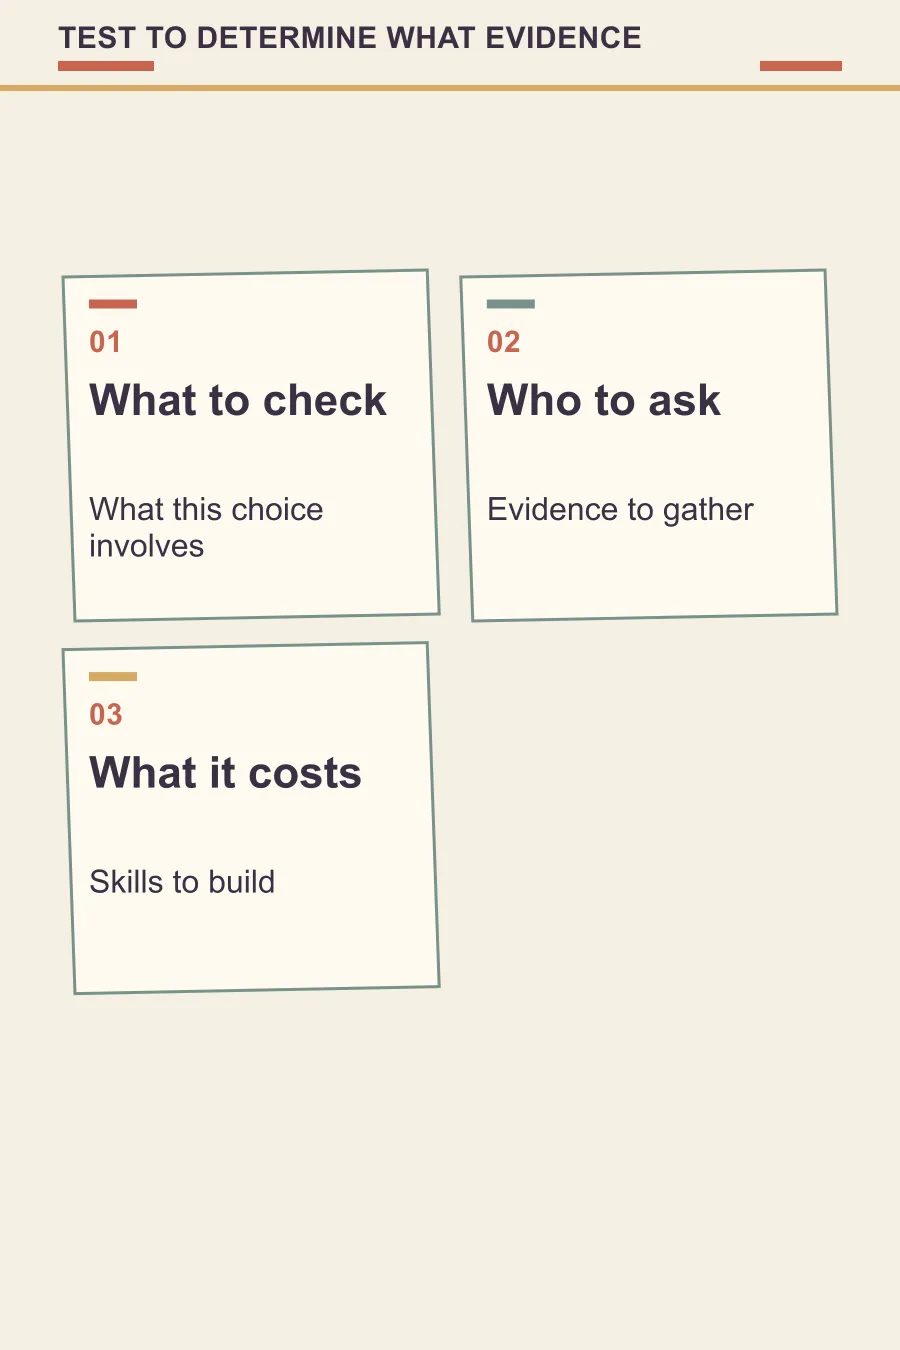 TEST TO DETERMINE WHAT EVIDENCE
01
What to check
What this choice
involves
02
Who to ask
Evidence to gather
03
What it costs
Skills to build